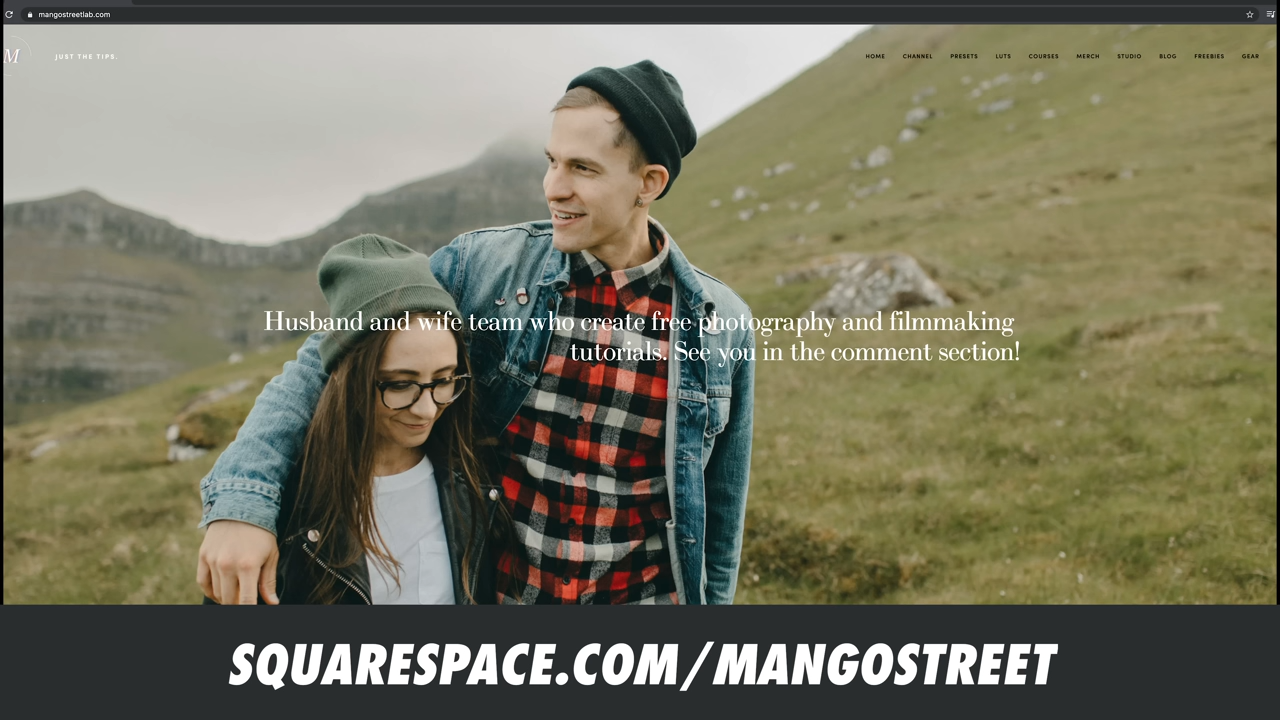 mangostreetlab.com
M
JUST THE TIPS.
HOME CHANNEL PRESETS LUTS COURSES MERCH STUDIO BLOG FREEBIES GEAR
Husband and wife team who create free photography and filmmaking
tutorials. See you in the comment section!
SQUARESPACE.COM/MANGOSTREET